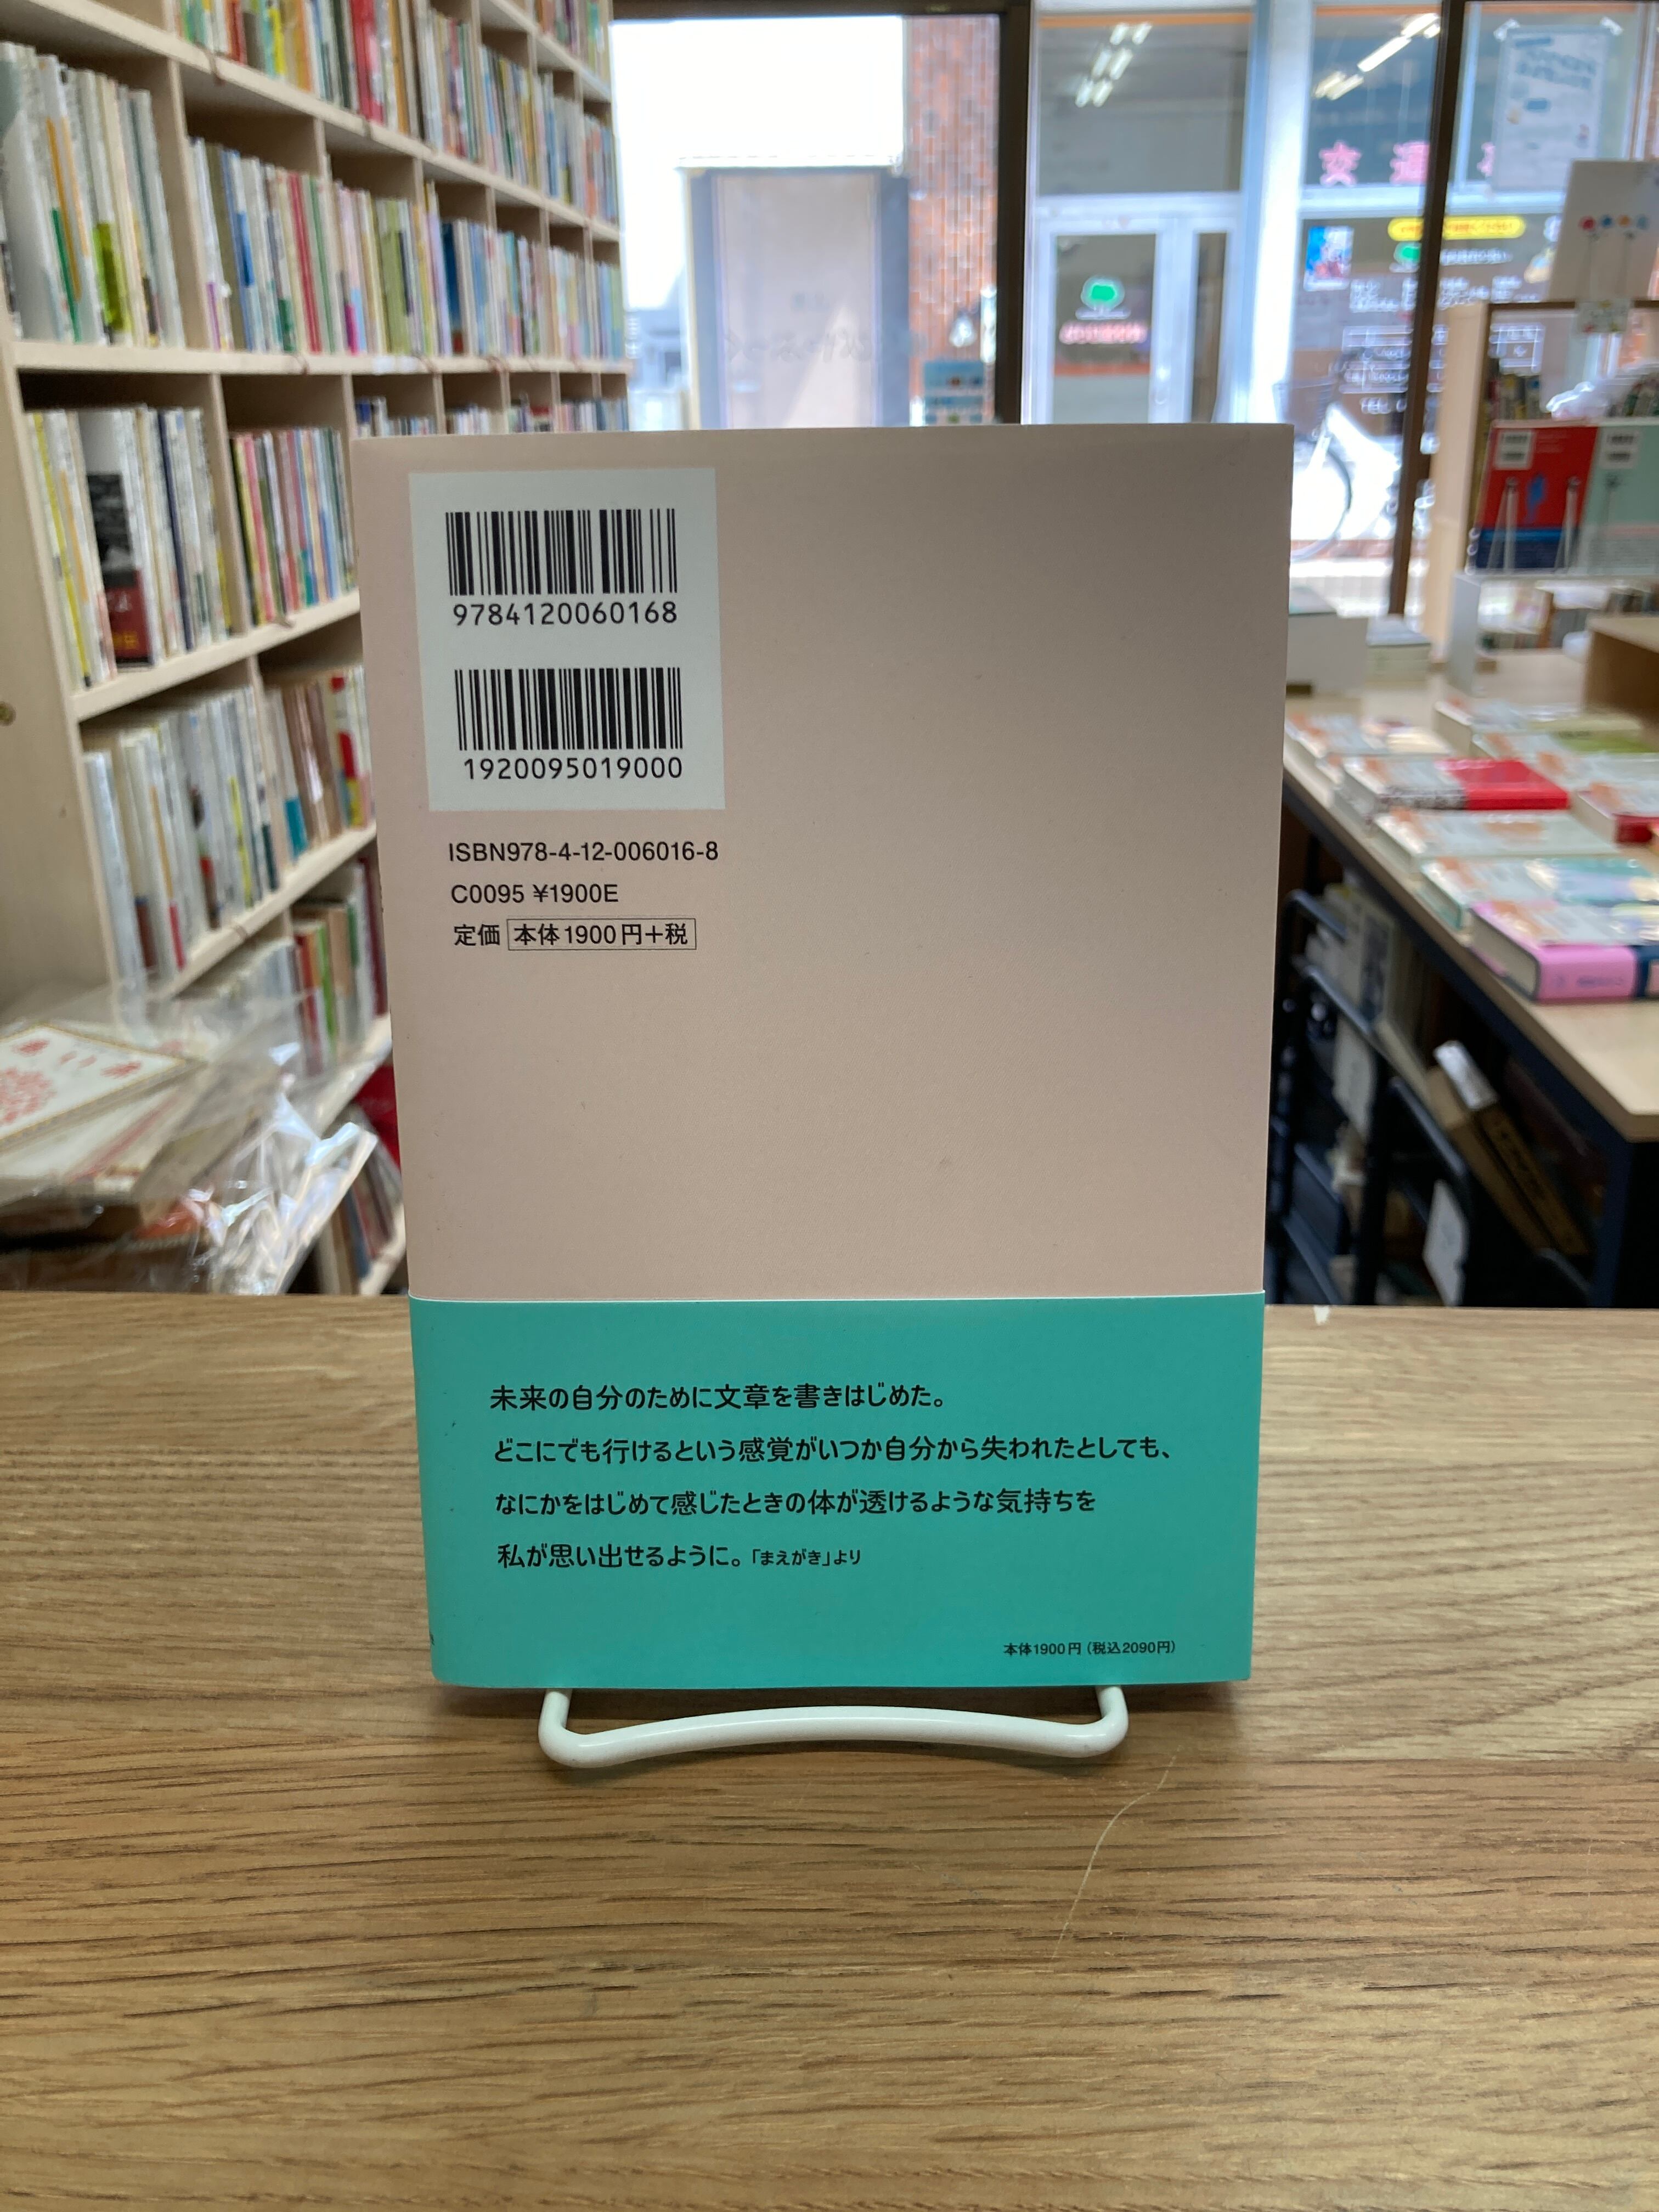 9784120060168
1920095019000
ISBN978-4-12-006016-8
C0095 ¥1900E
定価 本体1900円+税
未来の自分のために文章を書きはじめた。
どこにでも行けるという感覚がいつか自分から失われたとしても、
なにかをはじめて感じたときの体が透けるような気持ちを
私が思い出せるように。「まえがき」より
本体1900円(税込2090円)